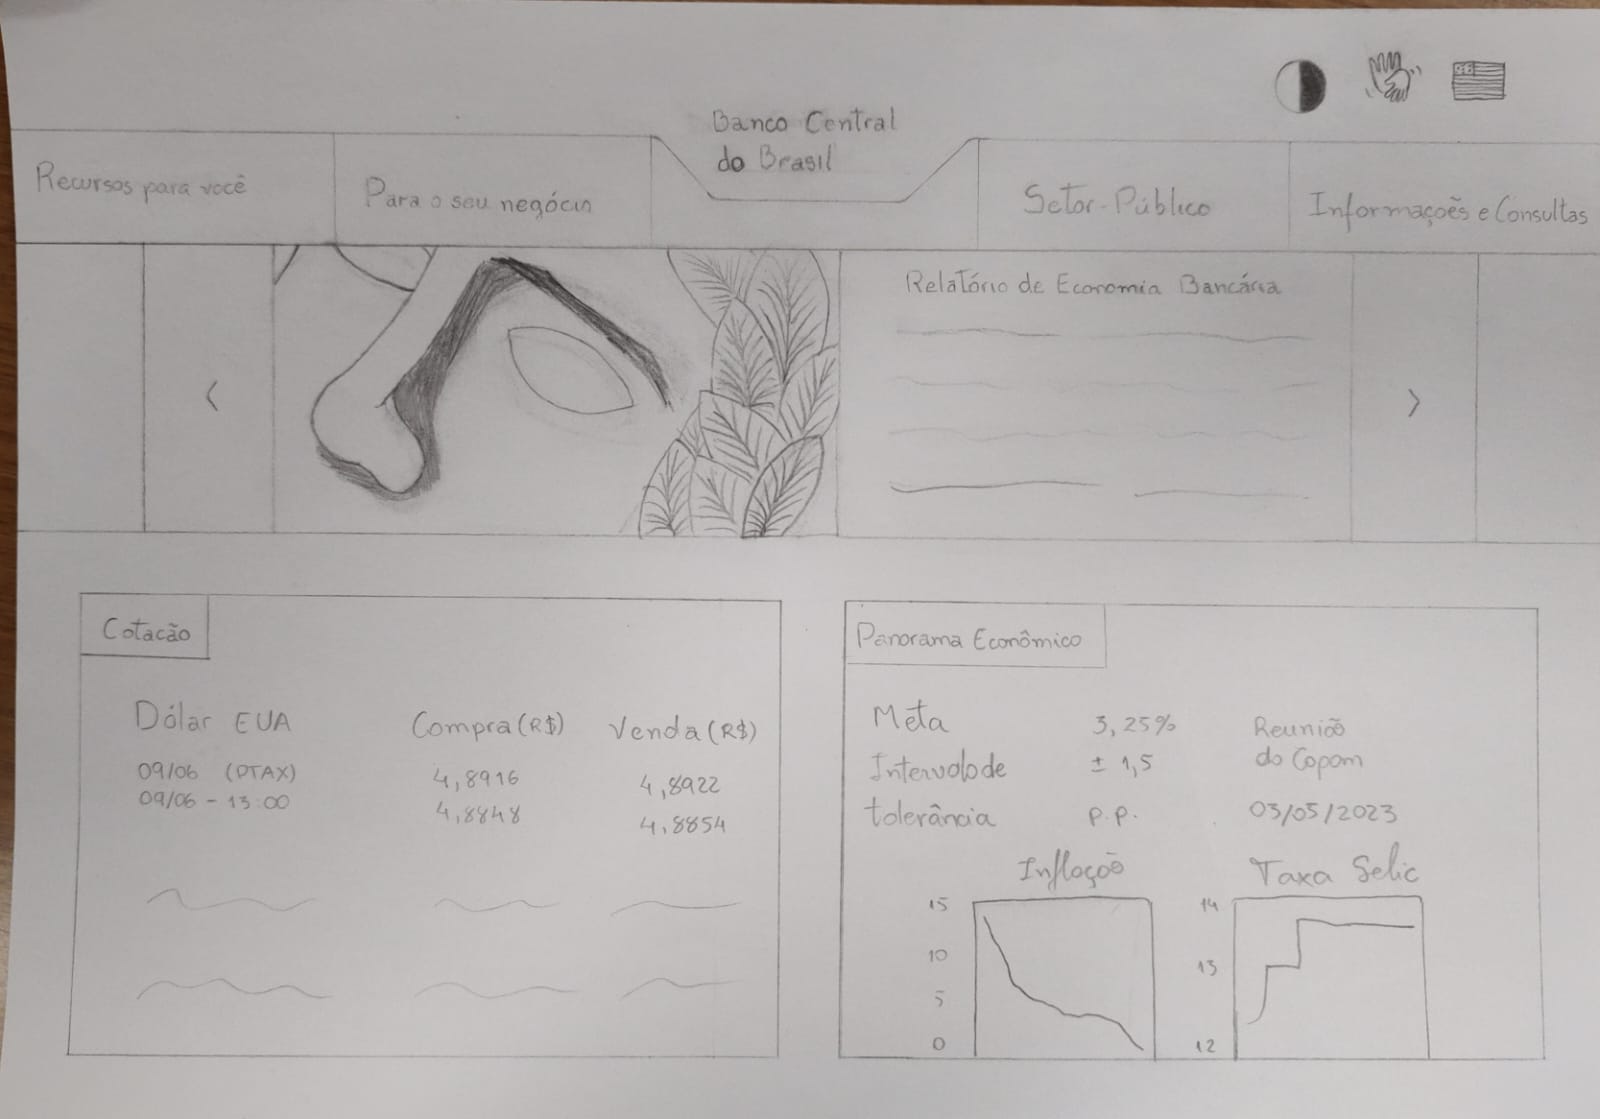 Banco Central
do Brasil
Recursos para você
Para o seu negócio
Setor-Público
Informações e Consultas
<
Relatório de Economia Bancária
>
Cotacão
Dólar EUA Compra (R$) Venda (R$)
09/06 (PTAX) 4,8916 4,8922
09/06 - 13:00 4,8848 4,8854
Panorama Econômico
Meta 3,25% Reunião
Intervalo de ± 1,5 do Copom
tolerância p.p. 03/05/2023
Inflação
15
10
5
0
Taxa Selic
14
13
12